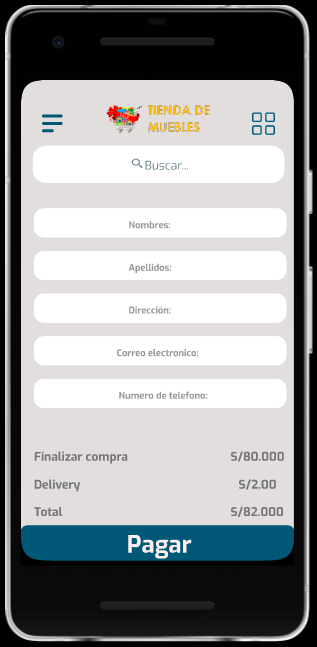 TIENDA DE
MUEBLES
Buscar...
Nombres:
Apellidos:
Dirección:
Correo electronico:
Numero de telefono:
Finalizar compra S/80.000
Delivery S/2.00
Total S/82.000
Pagar